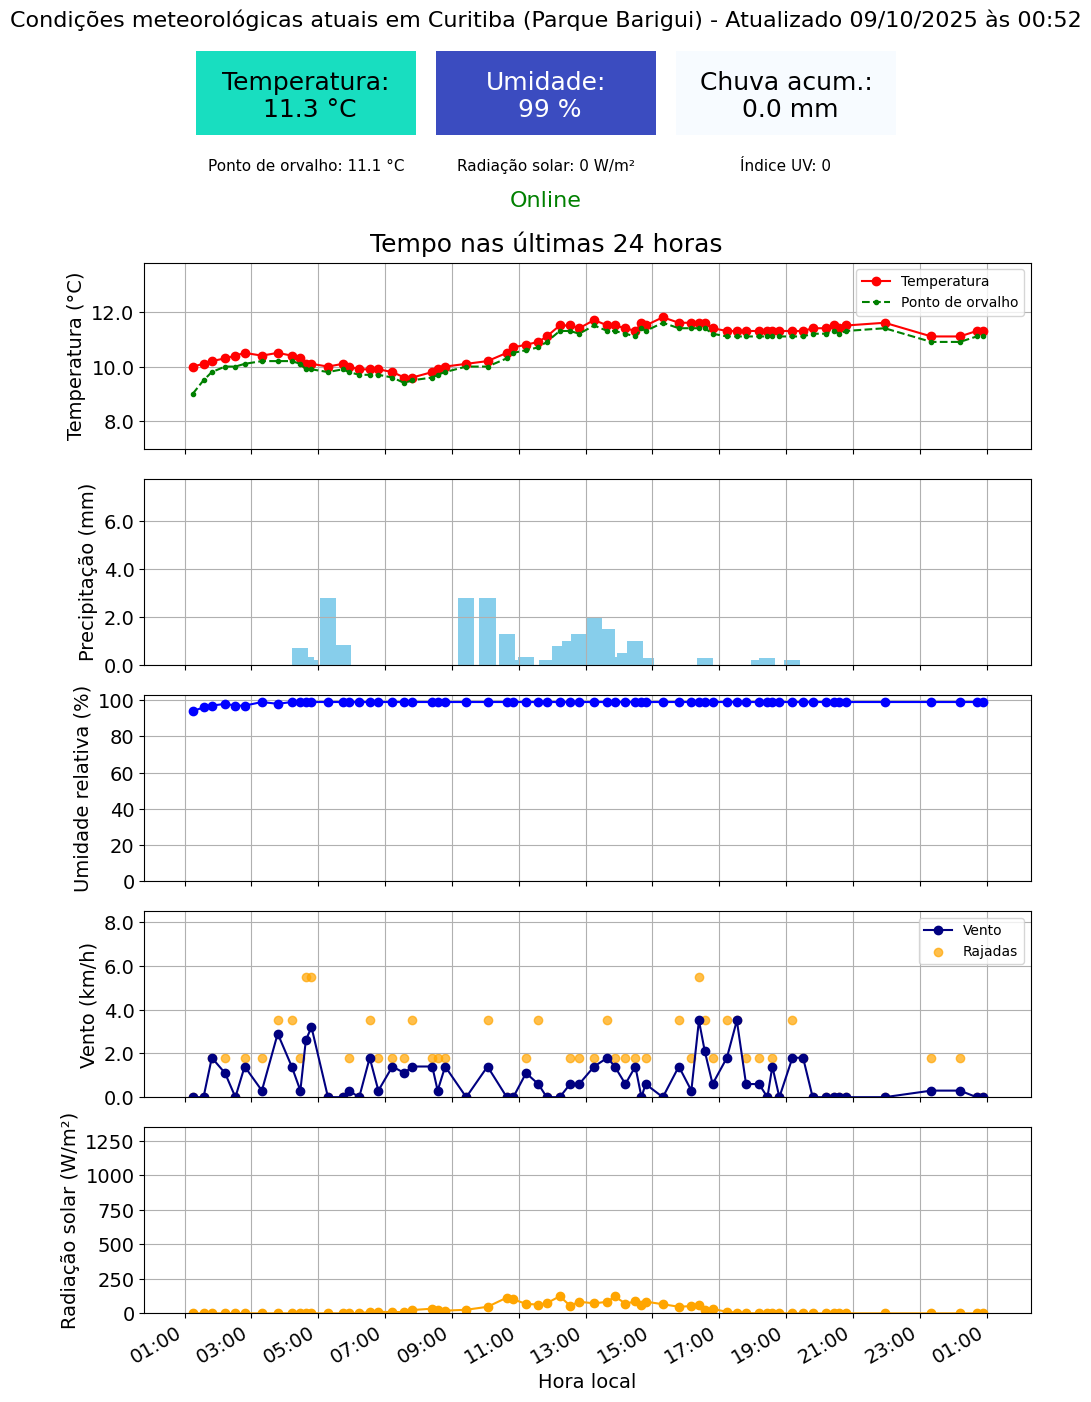 Condições meteorológicas atuais em Curitiba (Parque Barigui) - Atualizado 09/10/2025 às 00:52
Temperatura:
11.3 °C
Umidade:
99 %
Chuva acum.:
0.0 mm
Ponto de orvalho: 11.1 °C
Radiação solar: 0 W/m²
Índice UV: 0
Online
Tempo nas últimas 24 horas
Temperatura (°C)
12.0
10.0
8.0
Temperatura
Ponto de orvalho
Precipitação (mm)
6.0
4.0
2.0
0.0
Umidade relativa (%)
100
80
60
40
20
0
Vento (km/h)
8.0
6.0
4.0
2.0
0.0
Vento
Rajadas
Radiação solar (W/m²)
1250
1000
750
500
250
0
01:00
03:00
05:00
07:00
09:00
11:00
13:00
15:00
17:00
19:00
21:00
23:00
01:00
Hora local